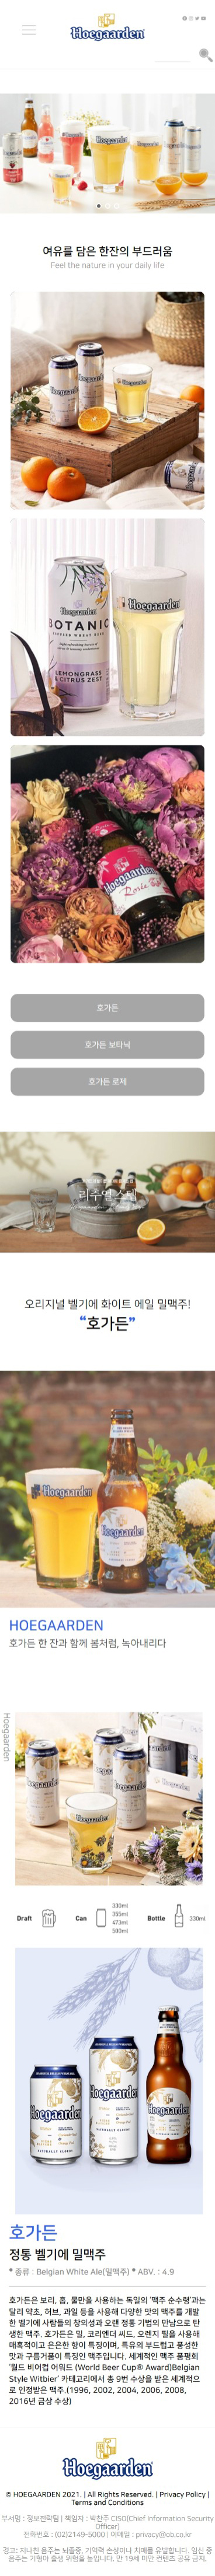 Hoegaarden
여유를 담은 한잔의 부드러움
Feel the nature in your daily life
Hoegaarden
Hoegaarden
Hoegaarden
BOTANIC
LEMONGRASS
& CITRUS ZEST
Hoegaarden
Hoegaarden
Rosée
호가든
호가든 보타닉
호가든 로제
리추얼 스텝
오리지널 벨기에 화이트 에일 밀맥주!
“호가든”
Hoegaarden
Hoegaarden
HOEGAARDEN
호가든 한 잔과 함께 봄처럼, 녹아내리다
Hoegaarden
Hoegaarden
Draft
Can
330ml
355ml
473ml
500ml
Bottle
330ml
Hoegaarden
Hoegaarden
Hoegaarden
호가든
정통 벨기에 밀맥주
* 종류 : Belgian White Ale(밀맥주) * ABV. : 4.9
호가든은 보리, 홉, 물만을 사용하는 독일의 '맥주 순수령'과는
달리 약초, 허브, 과일 등을 사용해 다양한 맛의 맥주를 개발
한 벨기에 사람들의 창의성과 오랜 정통 기법의 만남으로 탄
생한 맥주. 호가든은 밀, 코리엔더 씨드, 오렌지 필을 사용해
매혹적이고 은은한 향이 특징이며, 특유의 부드럽고 풍성한
맛과 구름거품이 특징인 맥주입니다. 세계적인 맥주 품평회
'월드 비어컵 어워드 (World Beer Cup® Award)Belgian
Style Witbier' 카테고리에서 총 9번 수상을 받은 세계적으
로 인정받은 맥주.(1996, 2002, 2004, 2006, 2008,
2016년 금상 수상)
Hoegaarden
© HOEGAARDEN 2021. | All Rights Reserved. | Privacy Policy |
Terms and Conditions
부서명 : 정보전략팀 | 책임자 : 박찬주 CISO(Chief Information Security
Officer)
전화번호 : (02)2149-5000 | 이메일 : privacy@ob.co.kr
경고: 지나친 음주는 뇌졸중, 기억력 손상이나 치매를 유발합니다. 임신 중
음주는 기형아 출생 위험을 높입니다. 만 19세 미만 컨텐츠 공유 금지.